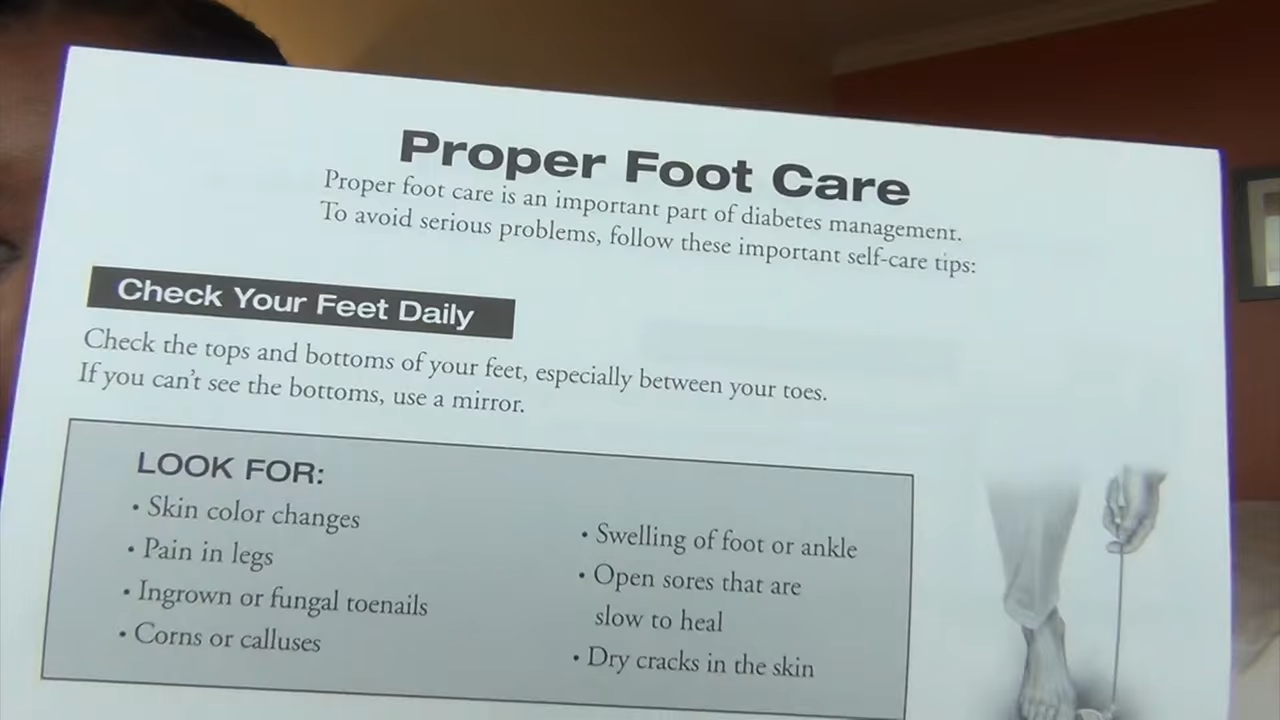 Proper Foot Care
Proper foot care is an important part of diabetes management.
To avoid serious problems, follow these important self-care tips:
Check Your Feet Daily
Check the tops and bottoms of your feet, especially between your toes.
If you can't see the bottoms, use a mirror.
LOOK FOR:
• Skin color changes
• Pain in legs
• Ingrown or fungal toenails
• Corns or calluses
• Swelling of foot or ankle
• Open sores that are
slow to heal
• Dry cracks in the skin